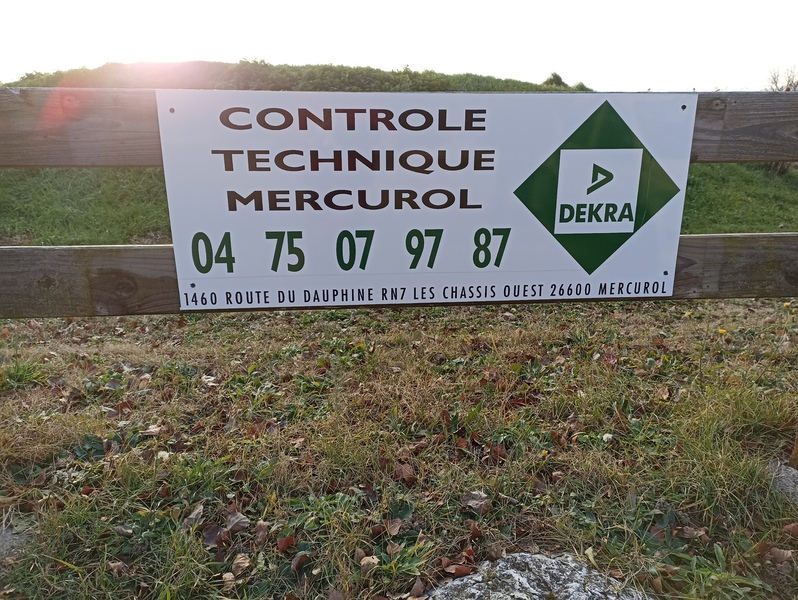 CONTROLE
TECHNIQUE
MERCUROL
04 75 07 97 87
DEKRA
1460 ROUTE DU DAUPHINE RN7 LES CHASSIS OUEST 26600 MERCUROL